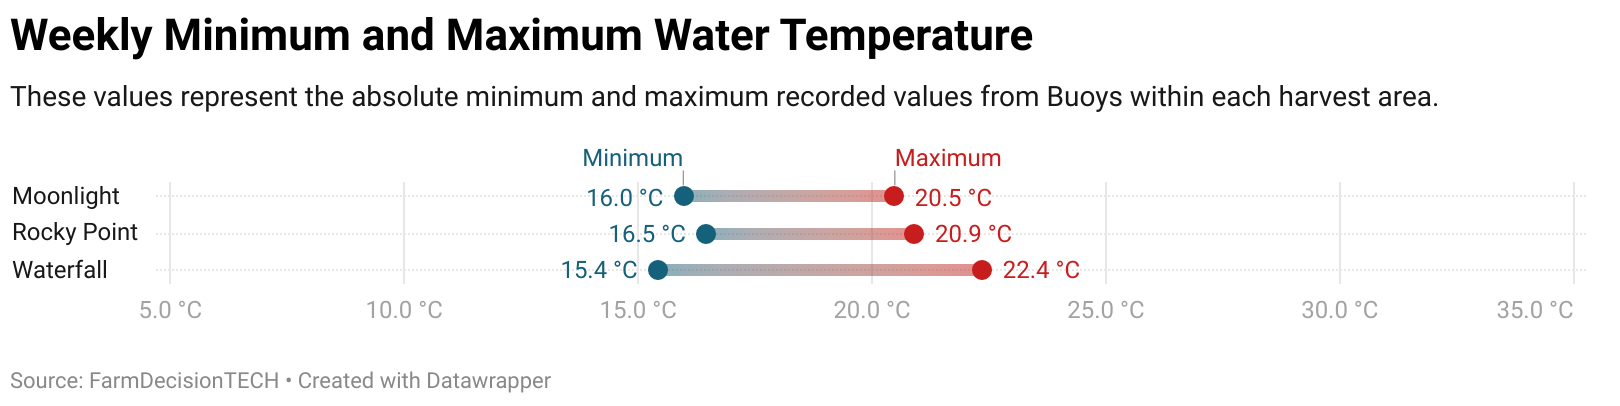 Weekly Minimum and Maximum Water Temperature
These values represent the absolute minimum and maximum recorded values from Buoys within each harvest area.
Minimum Maximum
Moonlight 16.0 °C 20.5 °C
Rocky Point 16.5 °C 20.9 °C
Waterfall 15.4 °C 22.4 °C
5.0 °C 10.0 °C 15.0 °C 20.0 °C 25.0 °C 30.0 °C 35.0 °C
Source: FarmDecisionTECH • Created with Datawrapper